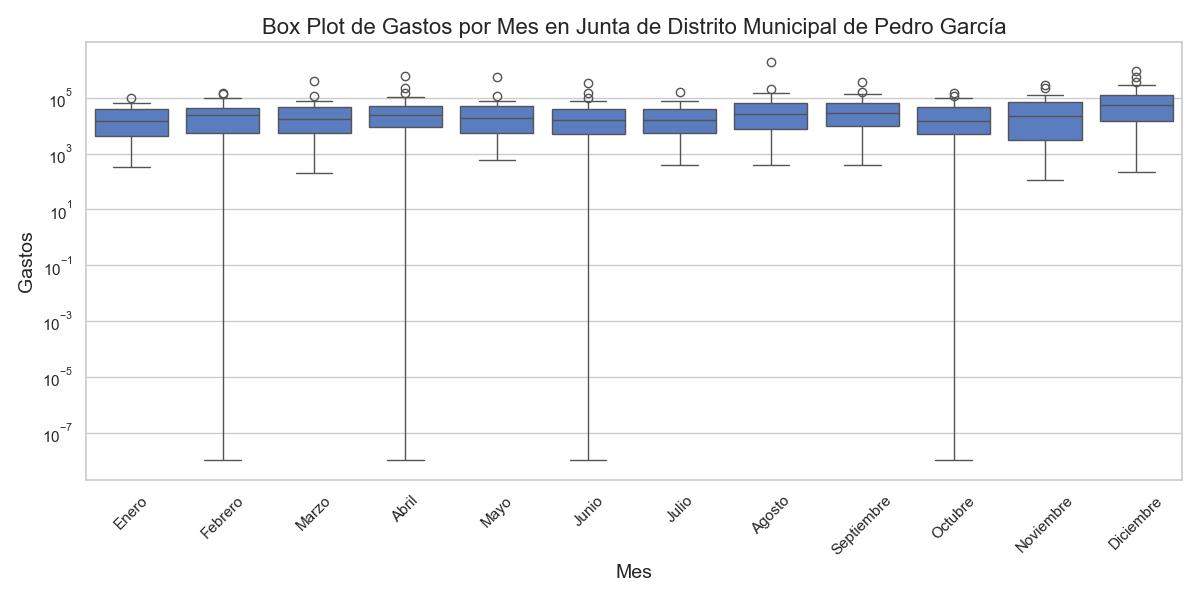 Box Plot de Gastos por Mes en Junta de Distrito Municipal de Pedro García
Gastos
10^5
10^3
10^1
10^−1
10^−3
10^−5
10^−7
Enero
Febrero
Marzo
Abril
Mayo
Junio
Julio
Agosto
Septiembre
Octubre
Noviembre
Diciembre
Mes